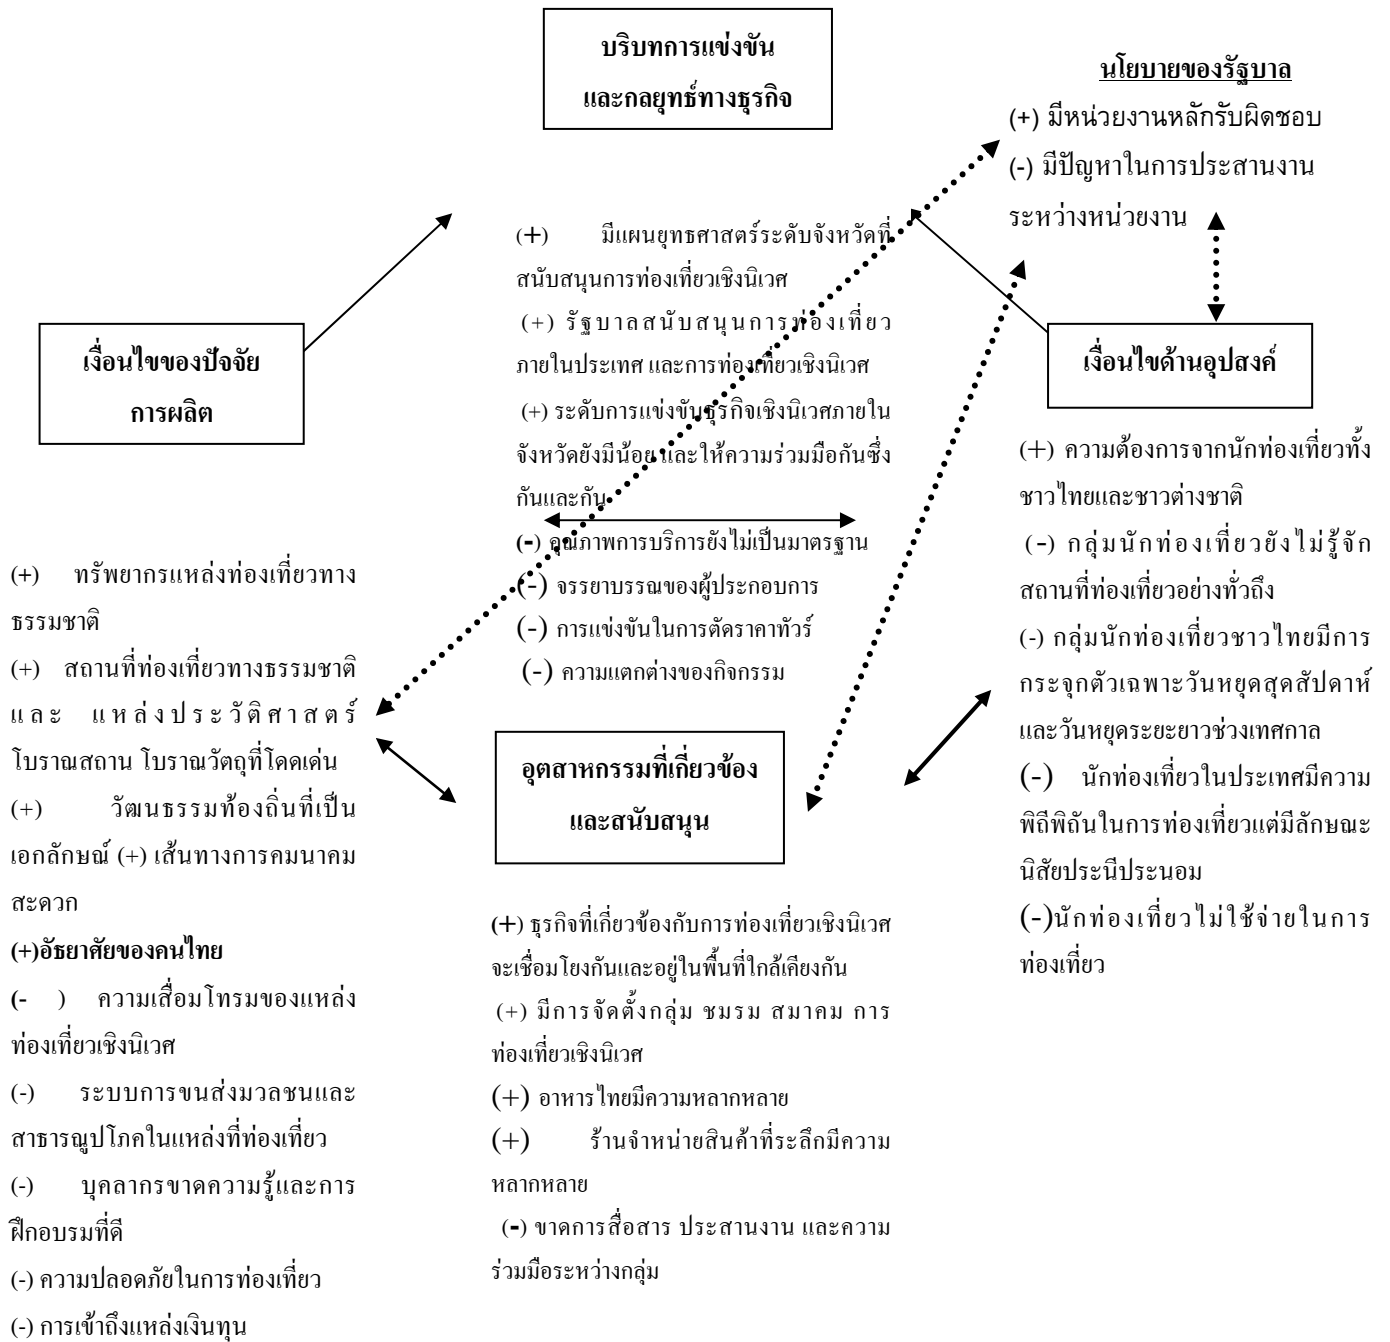 บริบทการแข่งขัน
และกลยุทธ์ทางธุรกิจ
นโยบายของรัฐบาล
(+) มีหน่วยงานหลักรับผิดชอบ
(-) มีปัญหาในการประสานงาน
ระหว่างหน่วยงาน
(+) มีแผนยุทธศาสตร์ระดับจังหวัดที่
สนับสนุนการท่องเที่ยวเชิงนิเวศ
(+) รัฐบาลสนับสนุนการท่องเที่ยว
ภายในประเทศ และการท่องเที่ยวเชิงนิเวศ
(+) ระดับการแข่งขันธุรกิจเชิงนิเวศภายใน
จังหวัดยังมีน้อย และให้ความร่วมมือกันซึ่ง
กันและกัน
(-) คุณภาพการบริการยังไม่เป็นมาตรฐาน
(-) จรรยาบรรณของผู้ประกอบการ
(-) การแข่งขันในการตัดราคาทัวร์
(-) ความแตกต่างของกิจกรรม
เงื่อนไขของปัจจัย
การผลิต
(+) ทรัพยากรแหล่งท่องเที่ยวทาง
ธรรมชาติ
(+) สถานที่ท่องเที่ยวทางธรรมชาติ
และ แหล่งประวัติศาสตร์
โบราณสถาน โบราณวัตถุที่โดดเด่น
(+) วัฒนธรรมท้องถิ่นที่เป็น
เอกลักษณ์ (+) เส้นทางการคมนาคม
สะดวก
(+)อัธยาศัยของคนไทย
(- ) ความเสื่อมโทรมของแหล่ง
ท่องเที่ยวเชิงนิเวศ
(-) ระบบการขนส่งมวลชนและ
สาธารณูปโภคในแหล่งที่ท่องเที่ยว
(-) บุคลากรขาดความรู้และการ
ฝึกอบรมที่ดี
(-) ความปลอดภัยในการท่องเที่ยว
(-) การเข้าถึงแหล่งเงินทุน
อุตสาหกรรมที่เกี่ยวข้อง
และสนับสนุน
(+) ธุรกิจที่เกี่ยวข้องกับการท่องเที่ยวเชิงนิเวศ
จะเชื่อมโยงกันและอยู่ในพื้นที่ใกล้เคียงกัน
(+) มีการจัดตั้งกลุ่ม ชมรม สมาคม การ
ท่องเที่ยวเชิงนิเวศ
(+) อาหารไทยมีความหลากหลาย
(+) ร้านจำหน่ายสินค้าที่ระลึกมีความ
หลากหลาย
(-) ขาดการสื่อสาร ประสานงาน และความ
ร่วมมือระหว่างกลุ่ม
เงื่อนไขด้านอุปสงค์
(+) ความต้องการจากนักท่องเที่ยวทั้ง
ชาวไทยและชาวต่างชาติ
(-) กลุ่มนักท่องเที่ยวยังไม่รู้จัก
สถานที่ท่องเที่ยวอย่างทั่วถึง
(-) กลุ่มนักท่องเที่ยวชาวไทยมีการ
กระจุกตัวเฉพาะวันหยุดสุดสัปดาห์
และวันหยุดระยะยาวช่วงเทศกาล
(-) นักท่องเที่ยวในประเทศมีความ
พิถีพิถันในการท่องเที่ยวแต่มีลักษณะ
นิสัยประนีประนอม
(-)นักท่องเที่ยวไม่ใช้จ่ายในการ
ท่องเที่ยว